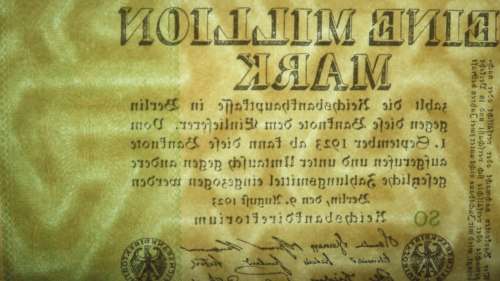 EINE MILLION
MARK
zahlt die Reichsbankhauptkasse in Berlin
gegen diese Banknote dem Einlieferer. Vom
1. September 1923 ab kann diese Banknote
aufgerufen und unter Umtausch gegen andere
gesetzliche Zahlungsmittel eingezogen werden
Berlin, den 9. August 1923
Reichsbankdirektorium
SO